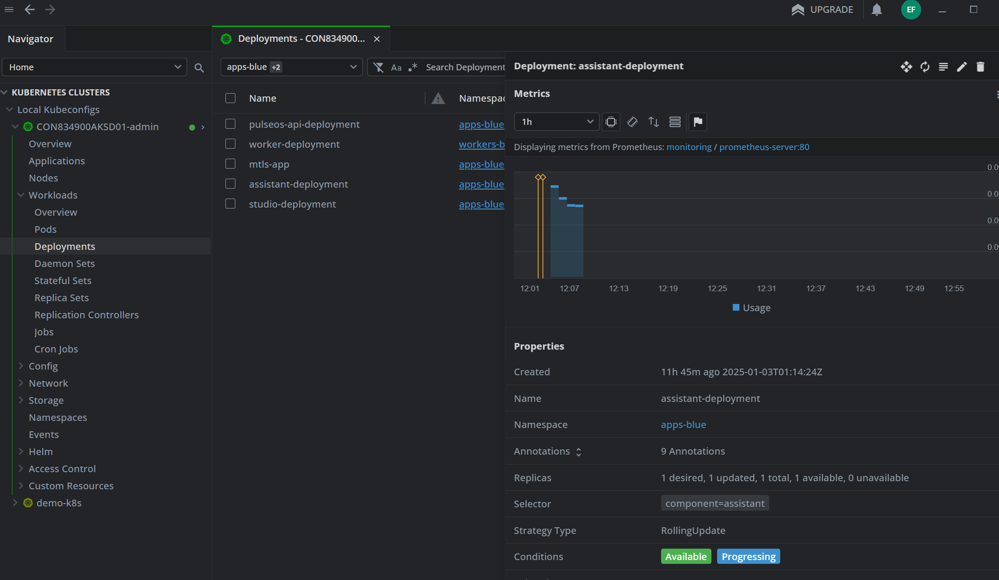 UPGRADE
EF
Navigator
Deployments - CON834900...
Home
apps-blue +2
Aa
Search Deployment
Deployment: assistant-deployment
KUBERNETES CLUSTERS
Local Kubeconfigs
CON834900AKSD01-admin
Overview
Applications
Nodes
Workloads
Overview
Pods
Deployments
Daemon Sets
Stateful Sets
Replica Sets
Replication Controllers
Jobs
Cron Jobs
Config
Network
Storage
Namespaces
Events
Helm
Access Control
Custom Resources
demo-k8s
Name
Namespac
pulseos-api-deployment apps-blue
worker-deployment workers-b
mtls-app apps-blue
assistant-deployment apps-blue
studio-deployment apps-blue
Metrics
1h
Displaying metrics from Prometheus: monitoring / prometheus-server:80
0.0
0.0
0.0
0.0
12:01 12:07 12:13 12:19 12:25 12:31 12:37 12:43 12:49 12:55
Usage
Properties
Created 11h 45m ago 2025-01-03T01:14:24Z
Name assistant-deployment
Namespace apps-blue
Annotations 9 Annotations
Replicas 1 desired, 1 updated, 1 total, 1 available, 0 unavailable
Selector component=assistant
Strategy Type RollingUpdate
Conditions Available Progressing